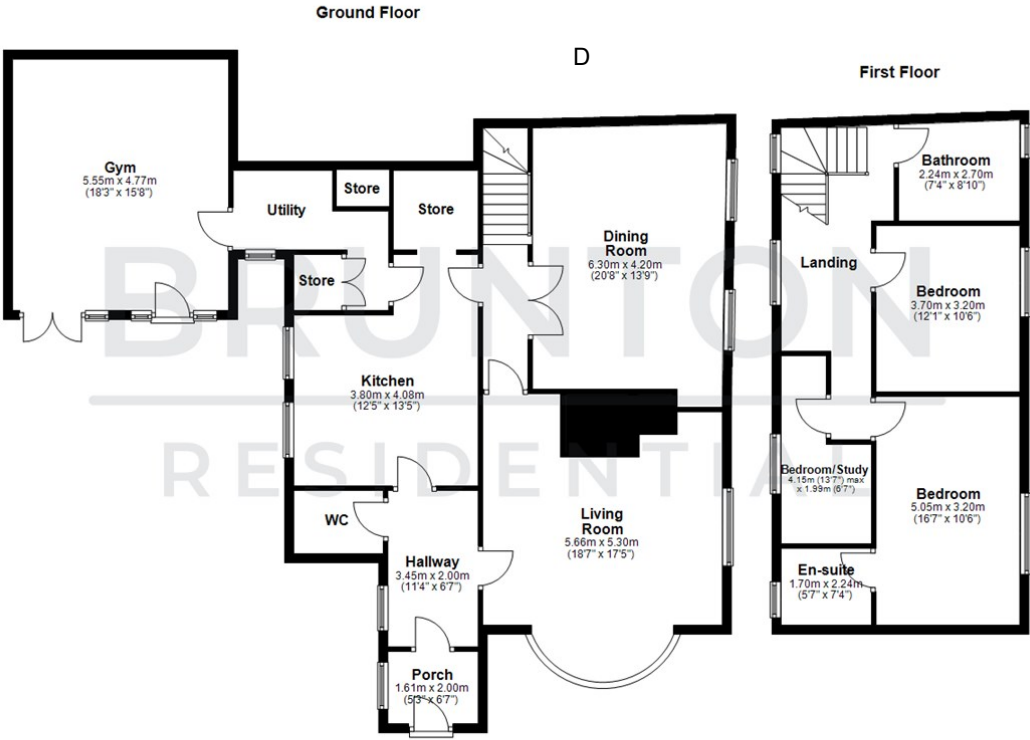 Ground Floor
D
First Floor
Gym
5.55m x 4.77m
(18'3" x 15'8")
Store
Utility
Store
Store
Dining
Room
6.30m x 4.20m
(20'8" x 13'9")
Kitchen
3.80m x 4.08m
(12'5" x 13'5")
WC
Hallway
3.45m x 2.00m
(11'4" x 6'7")
Living
Room
5.66m x 5.30m
(18'7" x 17'5")
Porch
1.61m x 2.00m
(5'3" x 6'7")
Bathroom
2.24m x 2.70m
(7'4" x 8'10")
Landing
Bedroom
3.70m x 3.20m
(12'1" x 10'6")
Bedroom/Study
4.15m (13'7") max
x 1.99m (6'7")
Bedroom
5.05m x 3.20m
(16'7" x 10'6")
En-suite
1.70m x 2.24m
(5'7" x 7'4")
BRUNTON
RESIDENTIAL